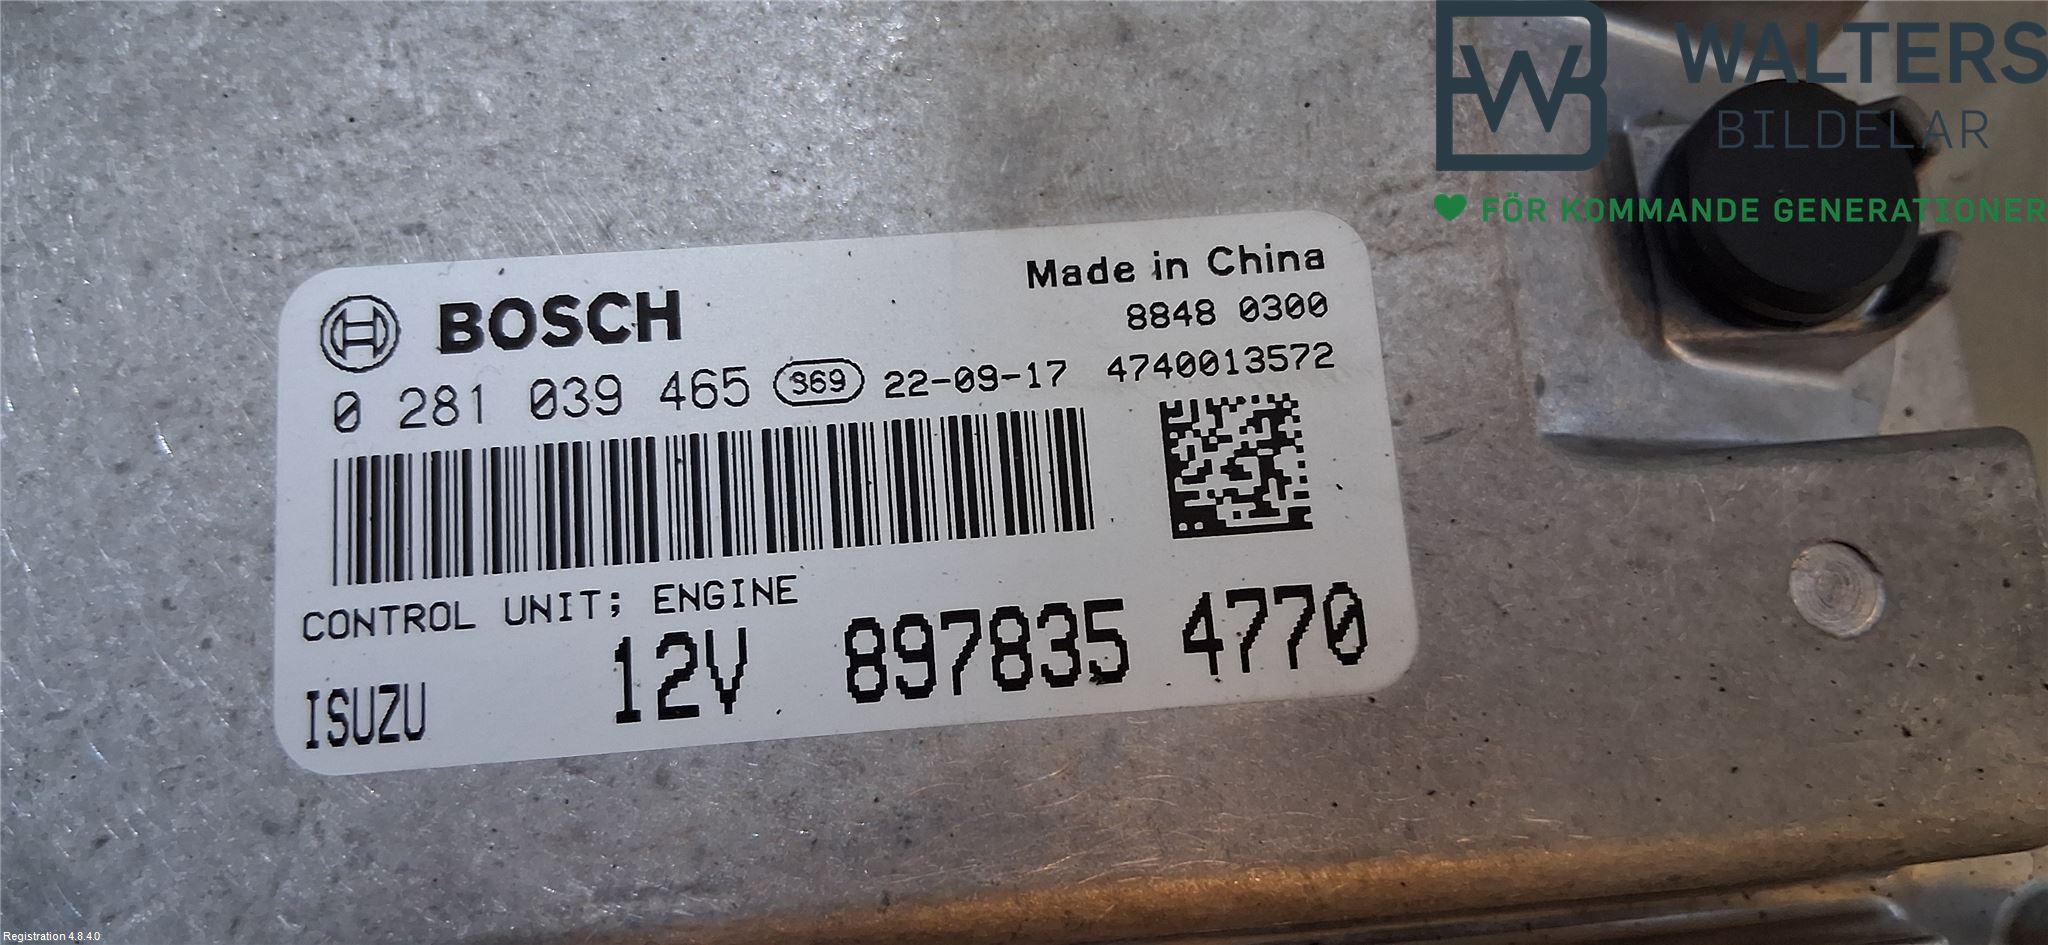 WALTERS
BILDELAR
FÖR KOMMANDE GENERATIONER
BOSCH
Made in China
8848 0300
0 281 039 465 S69 22-09-17 4740013572
CONTROL UNIT; ENGINE
ISUZU 12V 897835 4770
Registration 4.8.4.0